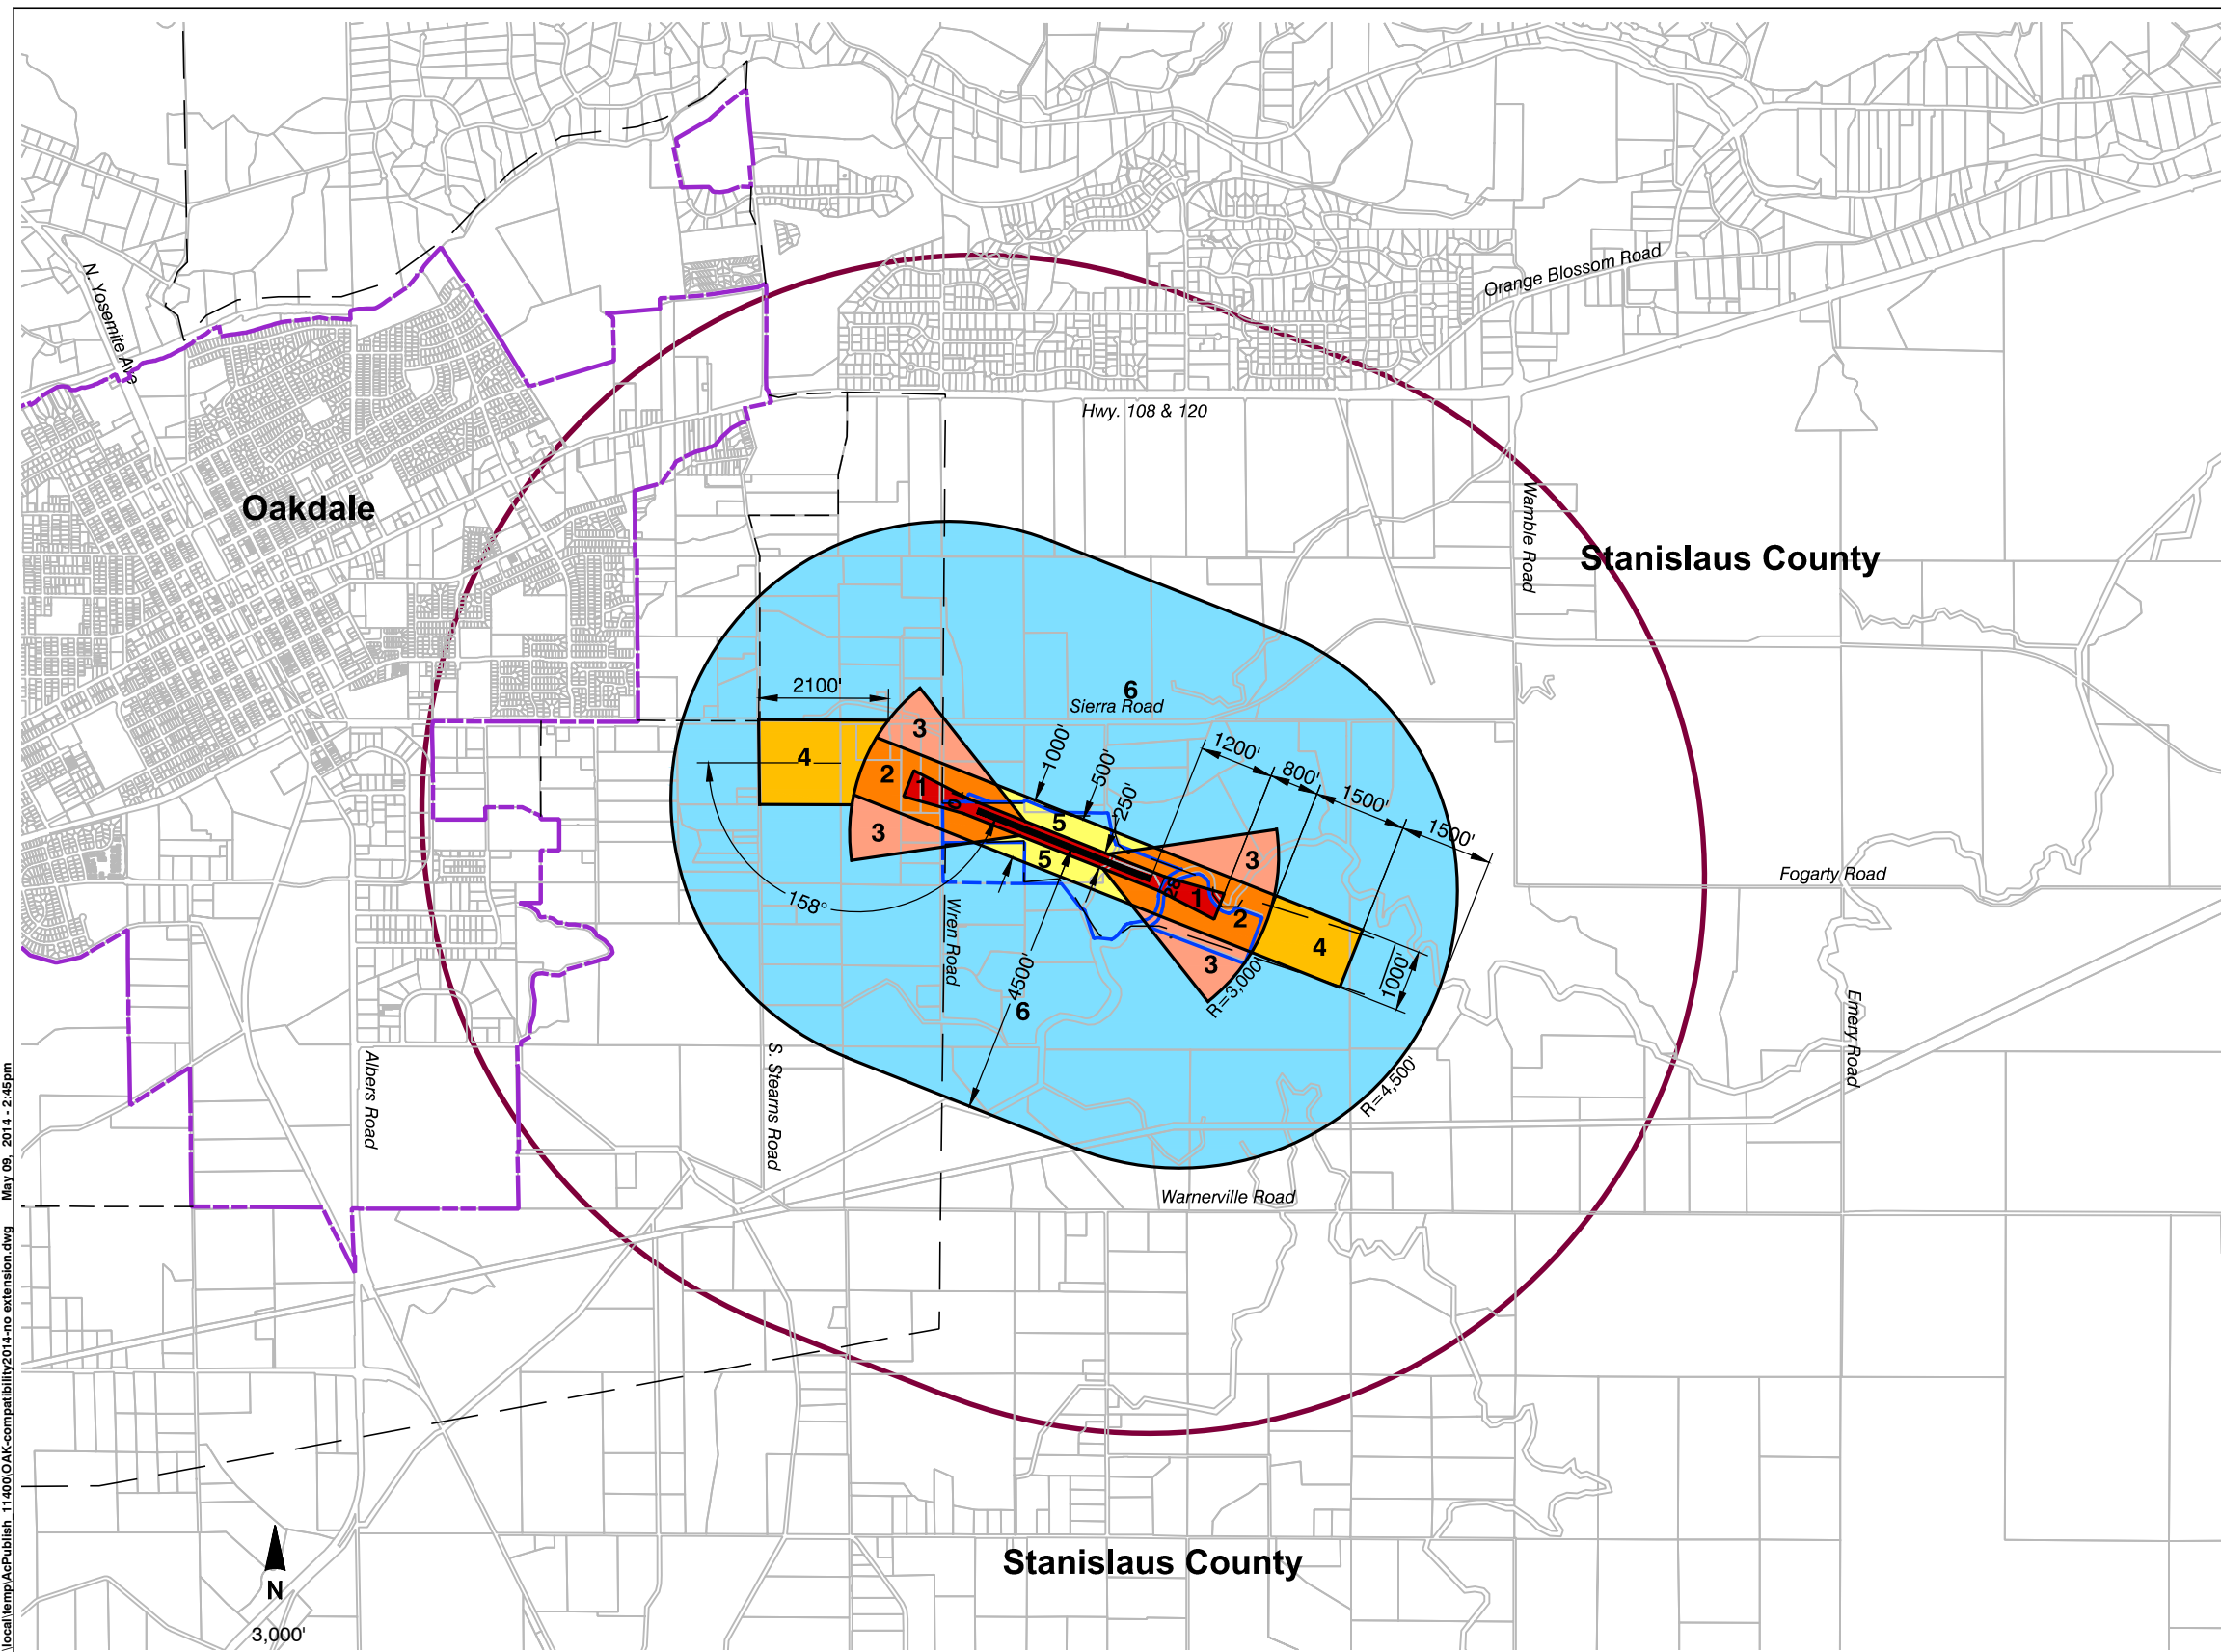 N. Yosemite Ave
Orange Blossom Road
Hwy. 108 & 120
Oakdale
Wamble Road
Stanislaus County
6
2100'
Sierra Road
3
1000'
500'
250'
1200'
800'
1500'
1500'
4
2
1
5
3
5
3
28
1
2
4
3
158°
Wren Road
4500'
6
R=3,000'
1000'
Fogarty Road
Emery Road
R=4,500'
S. Stearns Road
Albers Road
Warnerville Road
Stanislaus County
N
3,000'
\local\temp\AcPublish_11400\OAK-compatibility2014-no extension.dwg May 09, 2014 - 2:45pm